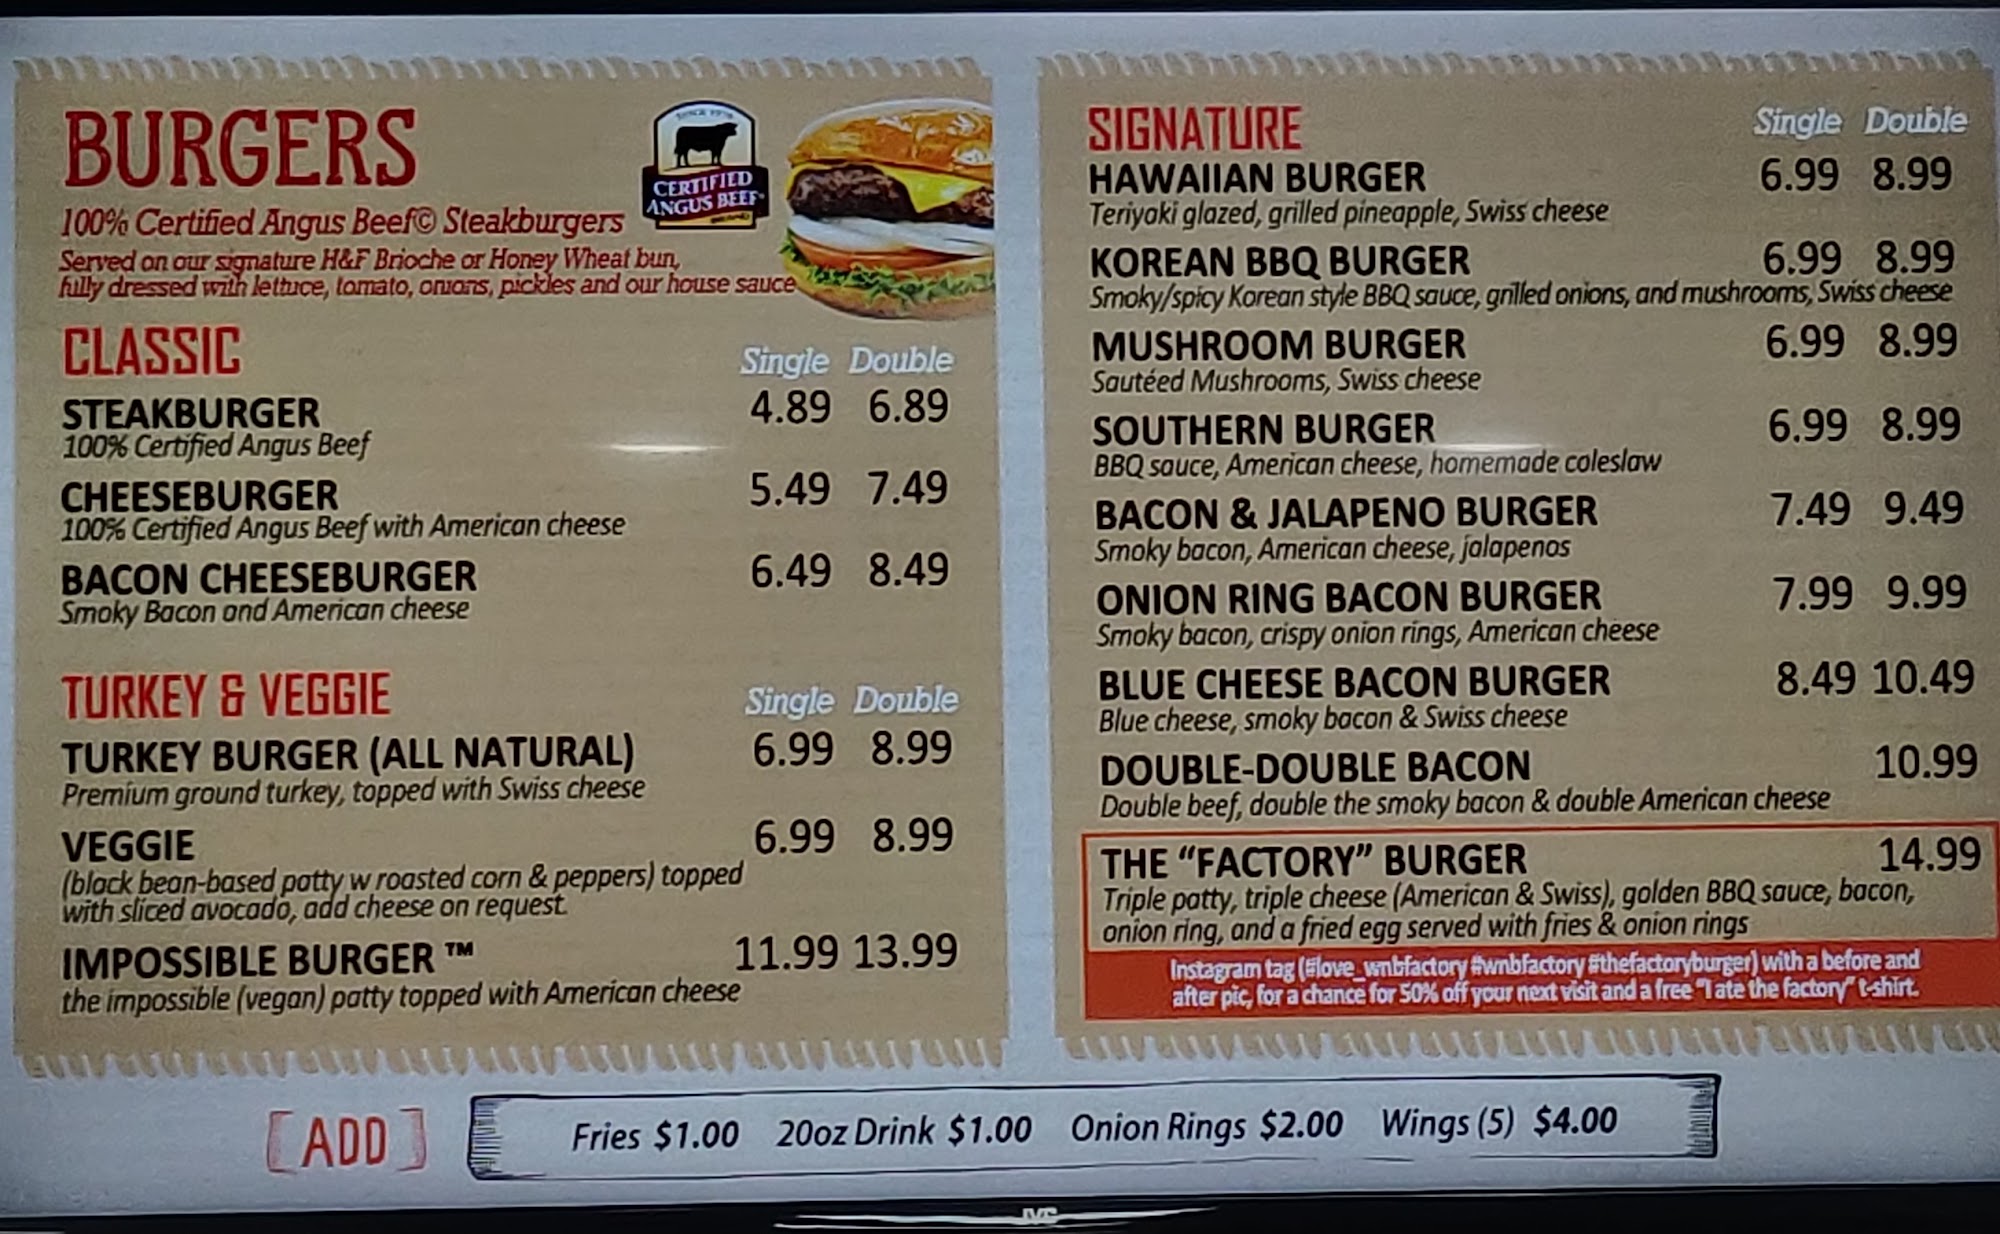 BURGERS
CERTIFIED
ANGUS BEEF
100% Certified Angus Beef© Steakburgers
Served on our signature H&F Brioche or Honey Wheat bun,
fully dressed with lettuce, tomato, onions, pickles and our house sauce
CLASSIC
Single Double
STEAKBURGER 4.89 6.89
100% Certified Angus Beef
CHEESEBURGER 5.49 7.49
100% Certified Angus Beef with American cheese
BACON CHEESEBURGER 6.49 8.49
Smoky Bacon and American cheese
TURKEY & VEGGIE
Single Double
TURKEY BURGER (ALL NATURAL) 6.99 8.99
Premium ground turkey, topped with Swiss cheese
VEGGIE 6.99 8.99
(black bean-based patty w roasted corn & peppers) topped
with sliced avocado, add cheese on request.
IMPOSSIBLE BURGER ™ 11.99 13.99
the impossible (vegan) patty topped with American cheese
SIGNATURE Single Double
HAWAIIAN BURGER 6.99 8.99
Teriyaki glazed, grilled pineapple, Swiss cheese
KOREAN BBQ BURGER 6.99 8.99
Smoky/spicy Korean style BBQ sauce, grilled onions, and mushrooms, Swiss cheese
MUSHROOM BURGER 6.99 8.99
Sautéed Mushrooms, Swiss cheese
SOUTHERN BURGER 6.99 8.99
BBQ sauce, American cheese, homemade coleslaw
BACON & JALAPENO BURGER 7.49 9.49
Smoky bacon, American cheese, jalapenos
ONION RING BACON BURGER 7.99 9.99
Smoky bacon, crispy onion rings, American cheese
BLUE CHEESE BACON BURGER 8.49 10.49
Blue cheese, smoky bacon & Swiss cheese
DOUBLE-DOUBLE BACON 10.99
Double beef, double the smoky bacon & double American cheese
THE “FACTORY” BURGER 14.99
Triple patty, triple cheese (American & Swiss), golden BBQ sauce, bacon,
onion ring, and a fried egg served with fries & onion rings
Instagram tag (#love_wnbfactory #wnbfactory #thefactoryburger) with a before and
after pic, for a chance for 50% off your next visit and a free “I ate the factory” t-shirt.
[ADD] Fries $1.00 20oz Drink $1.00 Onion Rings $2.00 Wings (5) $4.00
JVC